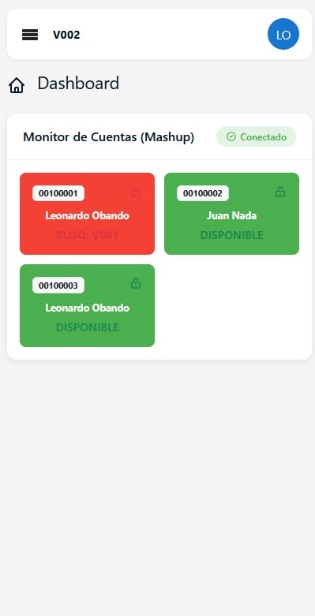 V002
LO
Dashboard
Monitor de Cuentas (Mashup)
Conectado
00100001
Leonardo Obando
BLOQ: V001
00100002
Juan Nada
DISPONIBLE
00100003
Leonardo Obando
DISPONIBLE